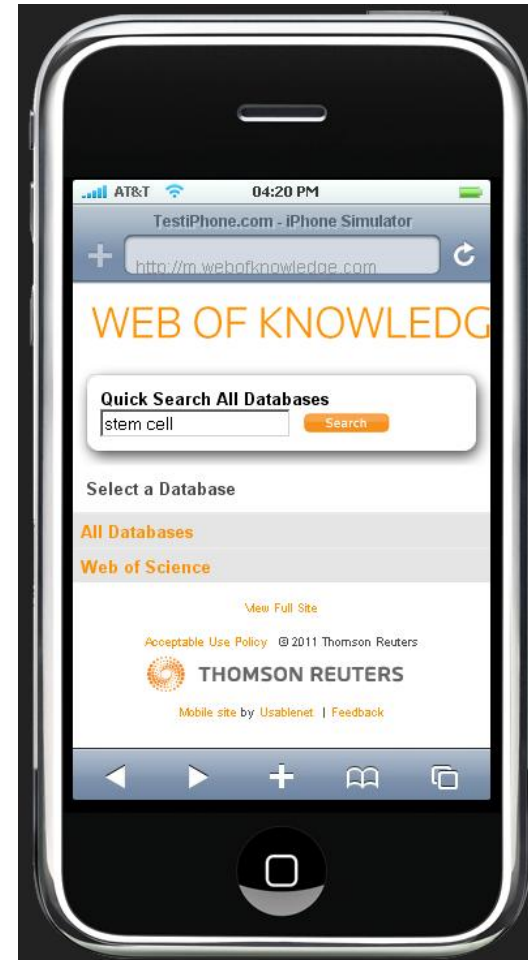 AT&T 04:20 PM
TestiPhone.com - iPhone Simulator
http://m.webofknowledge.com
WEB OF KNOWLEDG
Quick Search All Databases
stem cell Search
Select a Database
All Databases
Web of Science
View Full Site
Acceptable Use Policy © 2011 Thomson Reuters
THOMSON REUTERS
Mobile site by Usablenet | Feedback